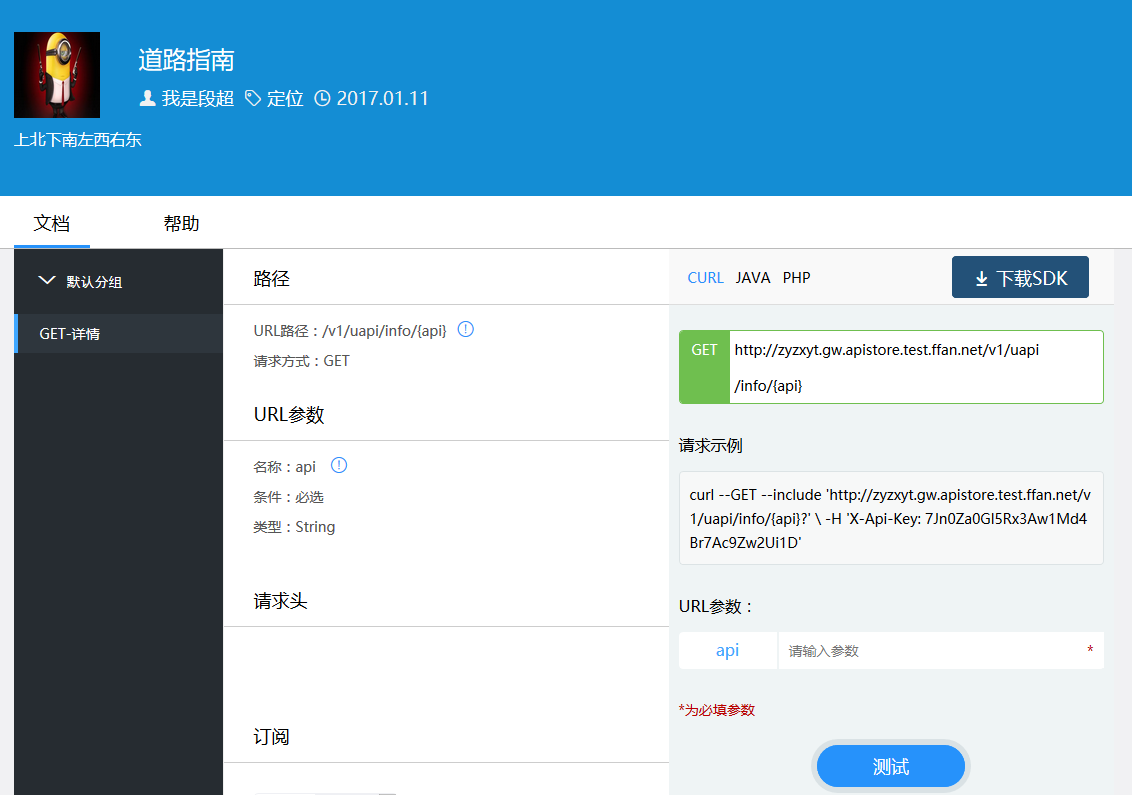 道路指南
我是段超 定位 2017.01.11
上北下南左西右东
文档 帮助
默认分组
GET-详情
路径
URL路径：/v1/uapi/info/{api}
请求方式：GET
URL参数
名称：api
条件：必选
类型：String
请求头
订阅
CURL JAVA PHP
下载SDK
GET http://zyzxyt.gw.apistore.test.ffan.net/v1/uapi
/info/{api}
请求示例
curl --GET --include 'http://zyzxyt.gw.apistore.test.ffan.net/v
1/uapi/info/{api}?' \ -H 'X-Api-Key: 7Jn0Za0Gl5Rx3Aw1Md4
Br7Ac9Zw2Ui1D'
URL参数：
api 请输入参数 *
*为必填参数
测试